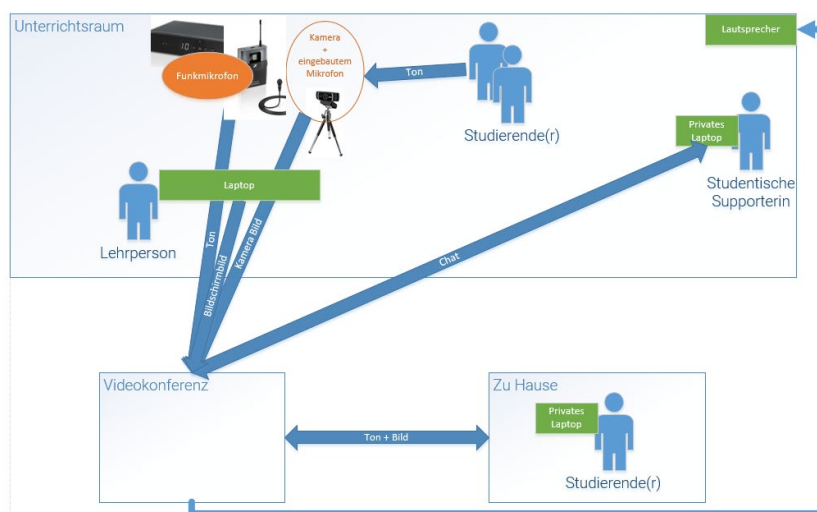 Unterrichtsraum
Funkmikrofon
Kamera
+
eingebautem
Mikrofon
Ton
Studierende(r)
Lautsprecher
Privates
Laptop
Studentische
Supporterin
Laptop
Lehrperson
Ton
Bildschirmbild
Kamera Bild
Chat
Videokonferenz
Ton + Bild
Zu Hause
Privates
Laptop
Studierende(r)